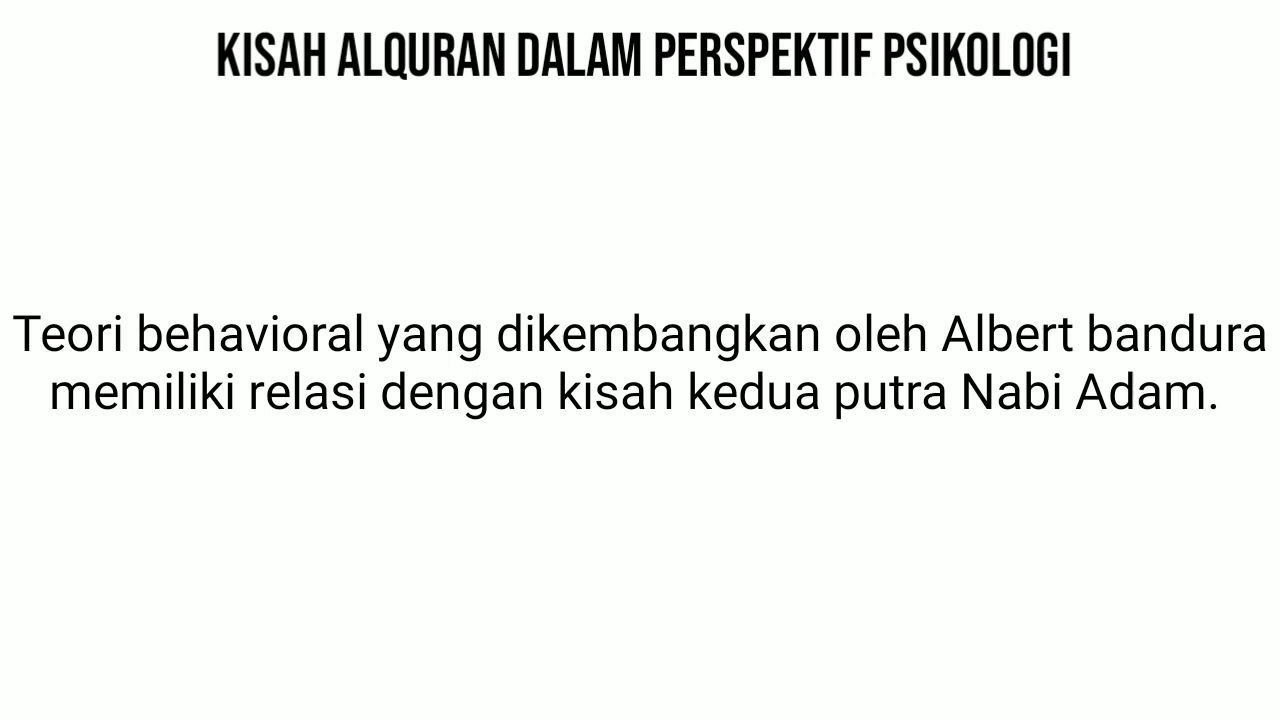 KISAH ALQURAN DALAM PERSPEKTIF PSIKOLOGI
Teori behavioral yang dikembangkan oleh Albert bandura
memiliki relasi dengan kisah kedua putra Nabi Adam.